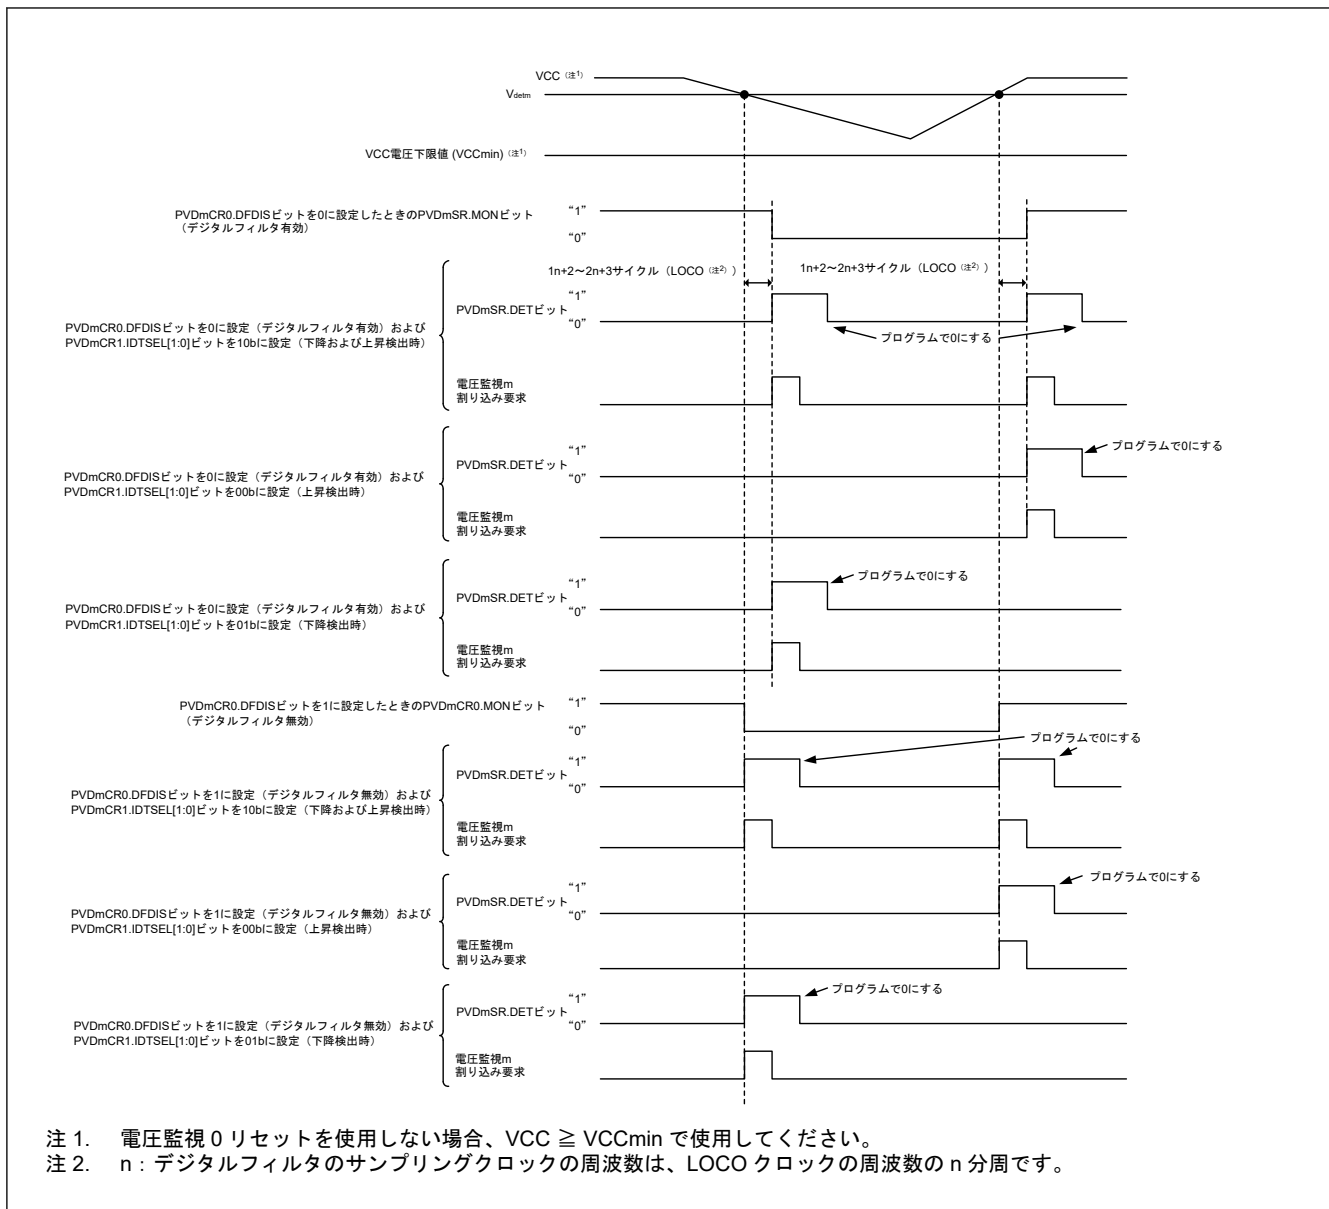 VCC（注1）
Vdetm
VCC電圧下限値 (VCCmin)（注1）
PVDmCR0.DFDISビットを0に設定したときのPVDmSR.MONビット
（デジタルフィルタ有効）
“1”
“0”
1n+2～2n+3サイクル（LOCO（注2））
1n+2～2n+3サイクル（LOCO（注2））
PVDmCR0.DFDISビットを0に設定（デジタルフィルタ有効）および
PVDmCR1.IDTSEL[1:0]ビットを10bに設定（下降および上昇検出時）
PVDmSR.DETビット
“1”
“0”
プログラムで0にする
電圧監視m
割り込み要求
PVDmCR0.DFDISビットを0に設定（デジタルフィルタ有効）および
PVDmCR1.IDTSEL[1:0]ビットを00bに設定（上昇検出時）
PVDmSR.DETビット
“1”
“0”
プログラムで0にする
電圧監視m
割り込み要求
PVDmCR0.DFDISビットを0に設定（デジタルフィルタ有効）および
PVDmCR1.IDTSEL[1:0]ビットを01bに設定（下降検出時）
PVDmSR.DETビット
“1”
“0”
プログラムで0にする
電圧監視m
割り込み要求
PVDmCR0.DFDISビットを1に設定したときのPVDmCR0.MONビット
（デジタルフィルタ無効）
“1”
“0”
プログラムで0にする
PVDmCR0.DFDISビットを1に設定（デジタルフィルタ無効）および
PVDmCR1.IDTSEL[1:0]ビットを10bに設定（下降および上昇検出時）
PVDmSR.DETビット
“1”
“0”
電圧監視m
割り込み要求
PVDmCR0.DFDISビットを1に設定（デジタルフィルタ無効）および
PVDmCR1.IDTSEL[1:0]ビットを00bに設定（上昇検出時）
PVDmSR.DETビット
“1”
“0”
プログラムで0にする
電圧監視m
割り込み要求
PVDmCR0.DFDISビットを1に設定（デジタルフィルタ無効）および
PVDmCR1.IDTSEL[1:0]ビットを01bに設定（下降検出時）
PVDmSR.DETビット
“1”
“0”
プログラムで0にする
電圧監視m
割り込み要求
注 1. 電圧監視 0 リセットを使用しない場合、VCC ≧ VCCmin で使用してください。
注 2. n：デジタルフィルタのサンプリングクロックの周波数は、LOCO クロックの周波数の n 分周です。